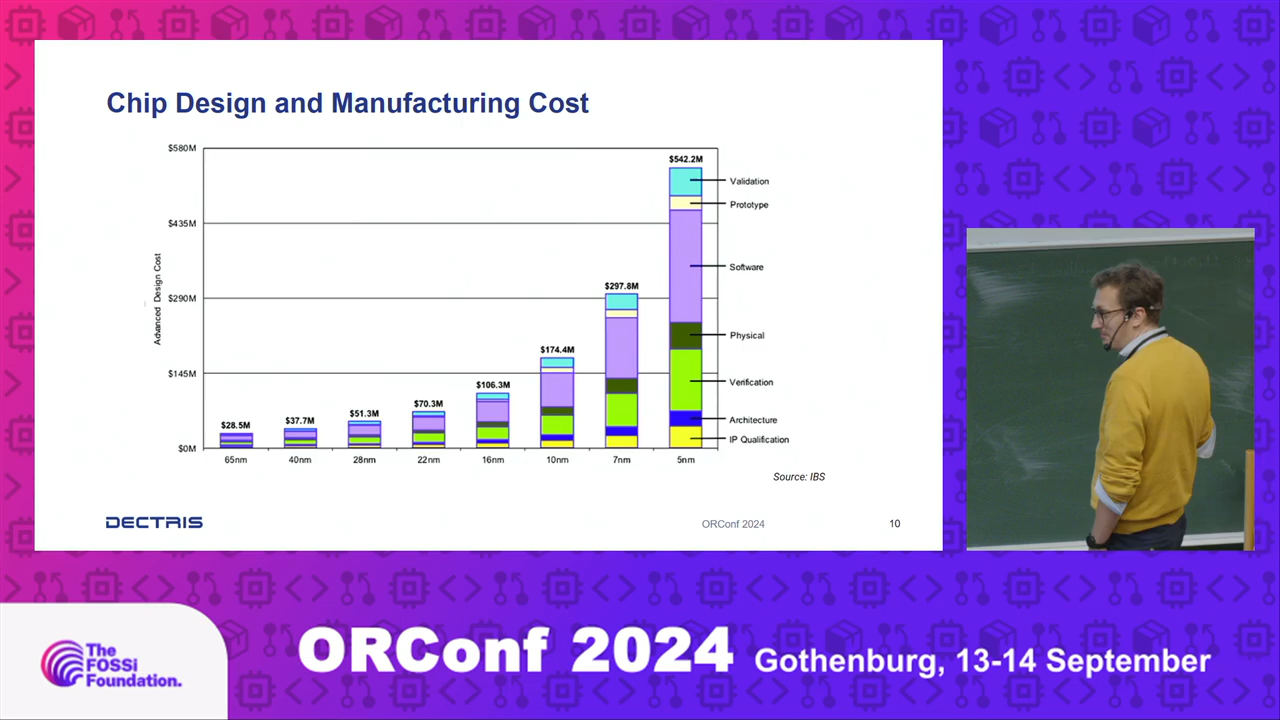 Chip Design and Manufacturing Cost
$580M
$435M
$290M
$145M
$0M
Advanced Design Cost
$28.5M
$37.7M
$51.3M
$70.3M
$106.3M
$174.4M
$297.8M
$542.2M
Validation
Prototype
Software
Physical
Verification
Architecture
IP Qualification
65nm
40nm
28nm
22nm
16nm
10nm
7nm
5nm
Source: IBS
DECTRIS
ORConf 2024
10
The
FOSSi
Foundation.
ORConf 2024
Gothenburg, 13-14 September